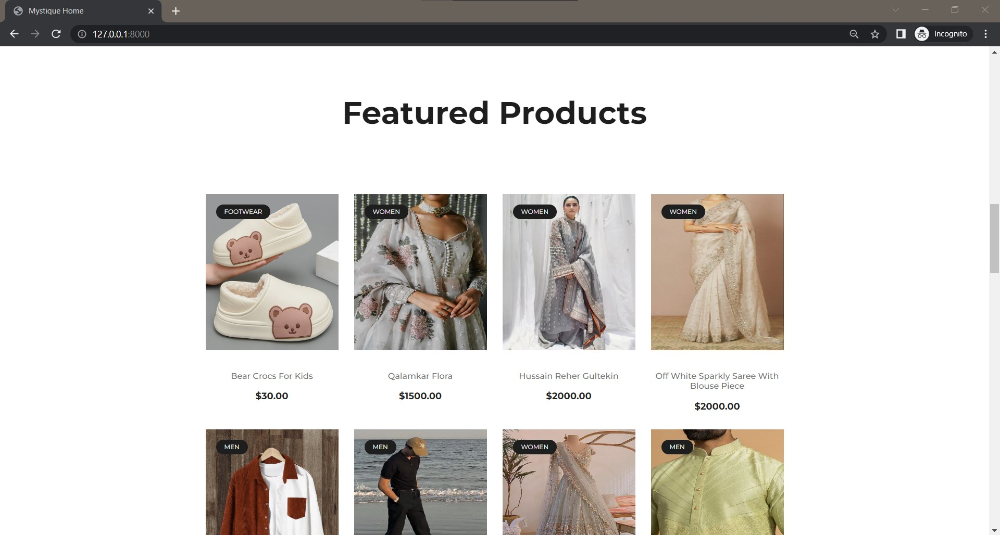 Mystique Home
127.0.0.1:8000
Incognito
Featured Products
FOOTWEAR
WOMEN
WOMEN
WOMEN
Bear Crocs For Kids
$30.00
Qalamkar Flora
$1500.00
Hussain Reher Gultekin
$2000.00
Off White Sparkly Saree With
Blouse Piece
$2000.00
MEN
MEN
WOMEN
MEN